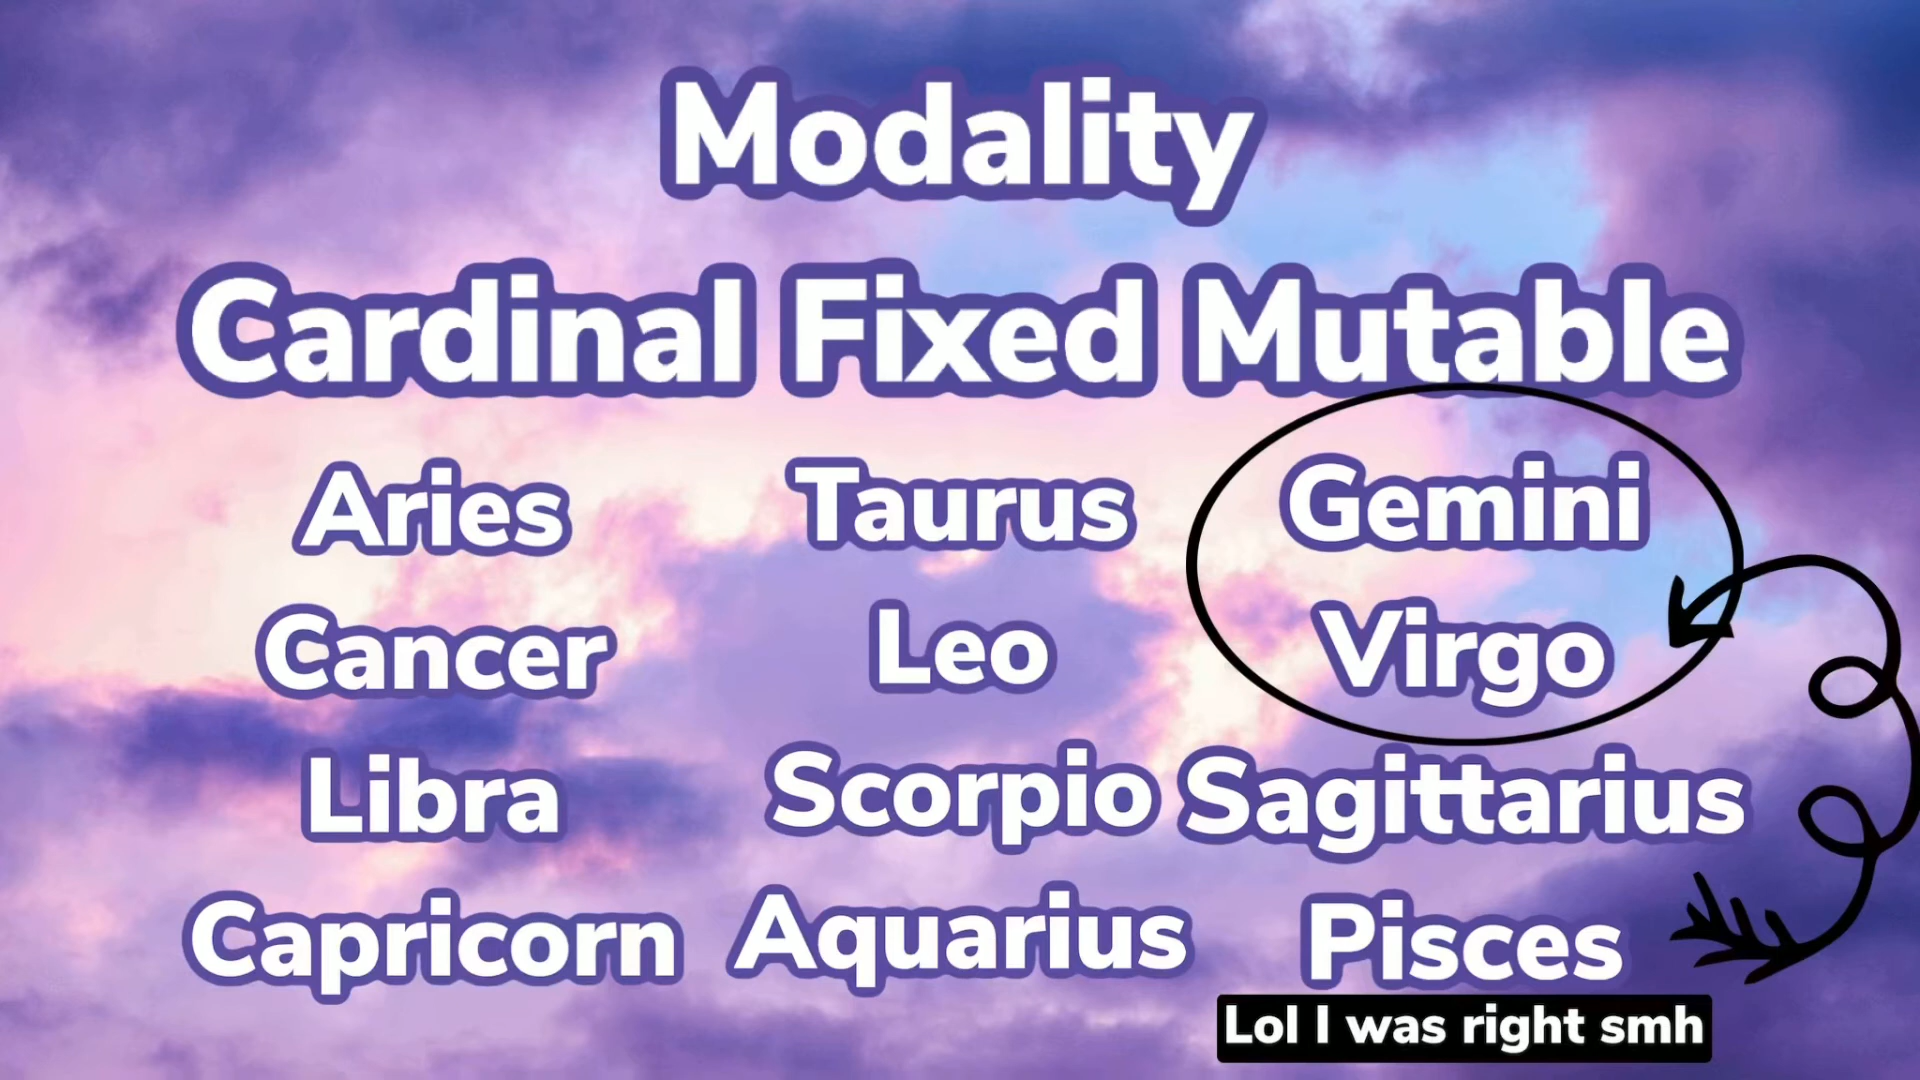 Modality
Cardinal Fixed Mutable
Aries Taurus Gemini
Cancer Leo Virgo
Libra Scorpio Sagittarius
Capricorn Aquarius Pisces
Lol I was right smh